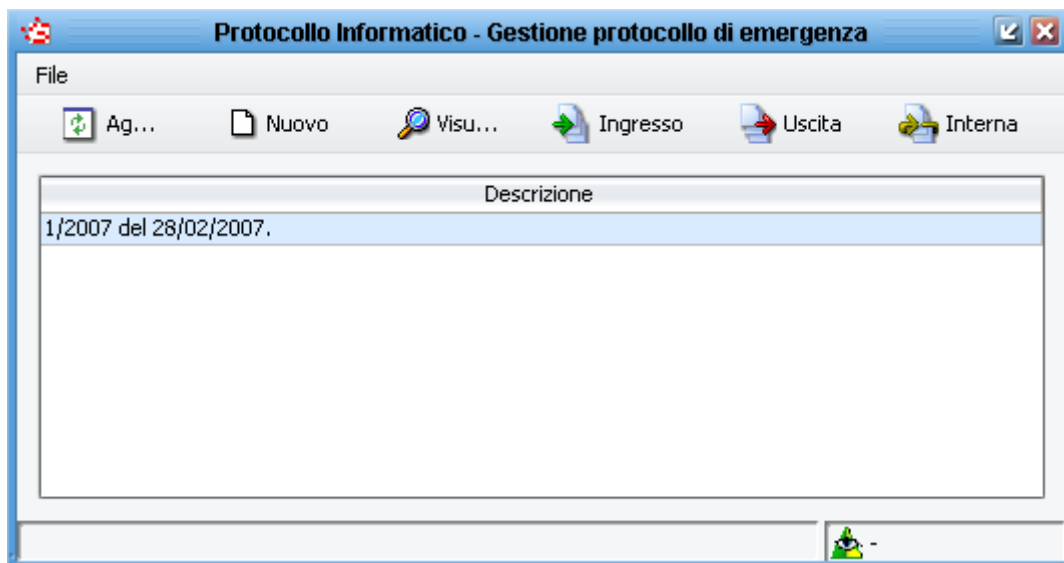 Protocollo Informatico - Gestione protocollo di emergenza
File
Ag... Nuovo Visu... Ingresso Uscita Interna
Descrizione
1/2007 del 28/02/2007.
-